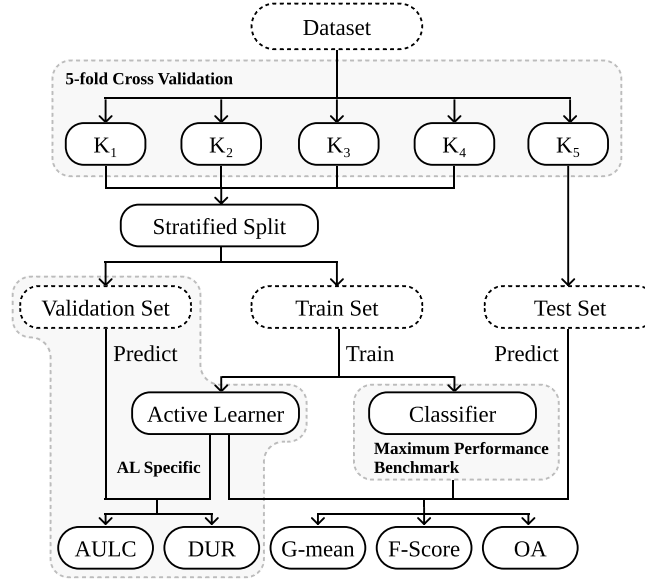 Dataset
5-fold Cross Validation
K₁
K₂
K₃
K₄
K₅
Stratified Split
Validation Set
Train Set
Test Set
Predict
Train
Predict
Active Learner
Classifier
Maximum Performance
Benchmark
AL Specific
AULC
DUR
G-mean
F-Score
OA